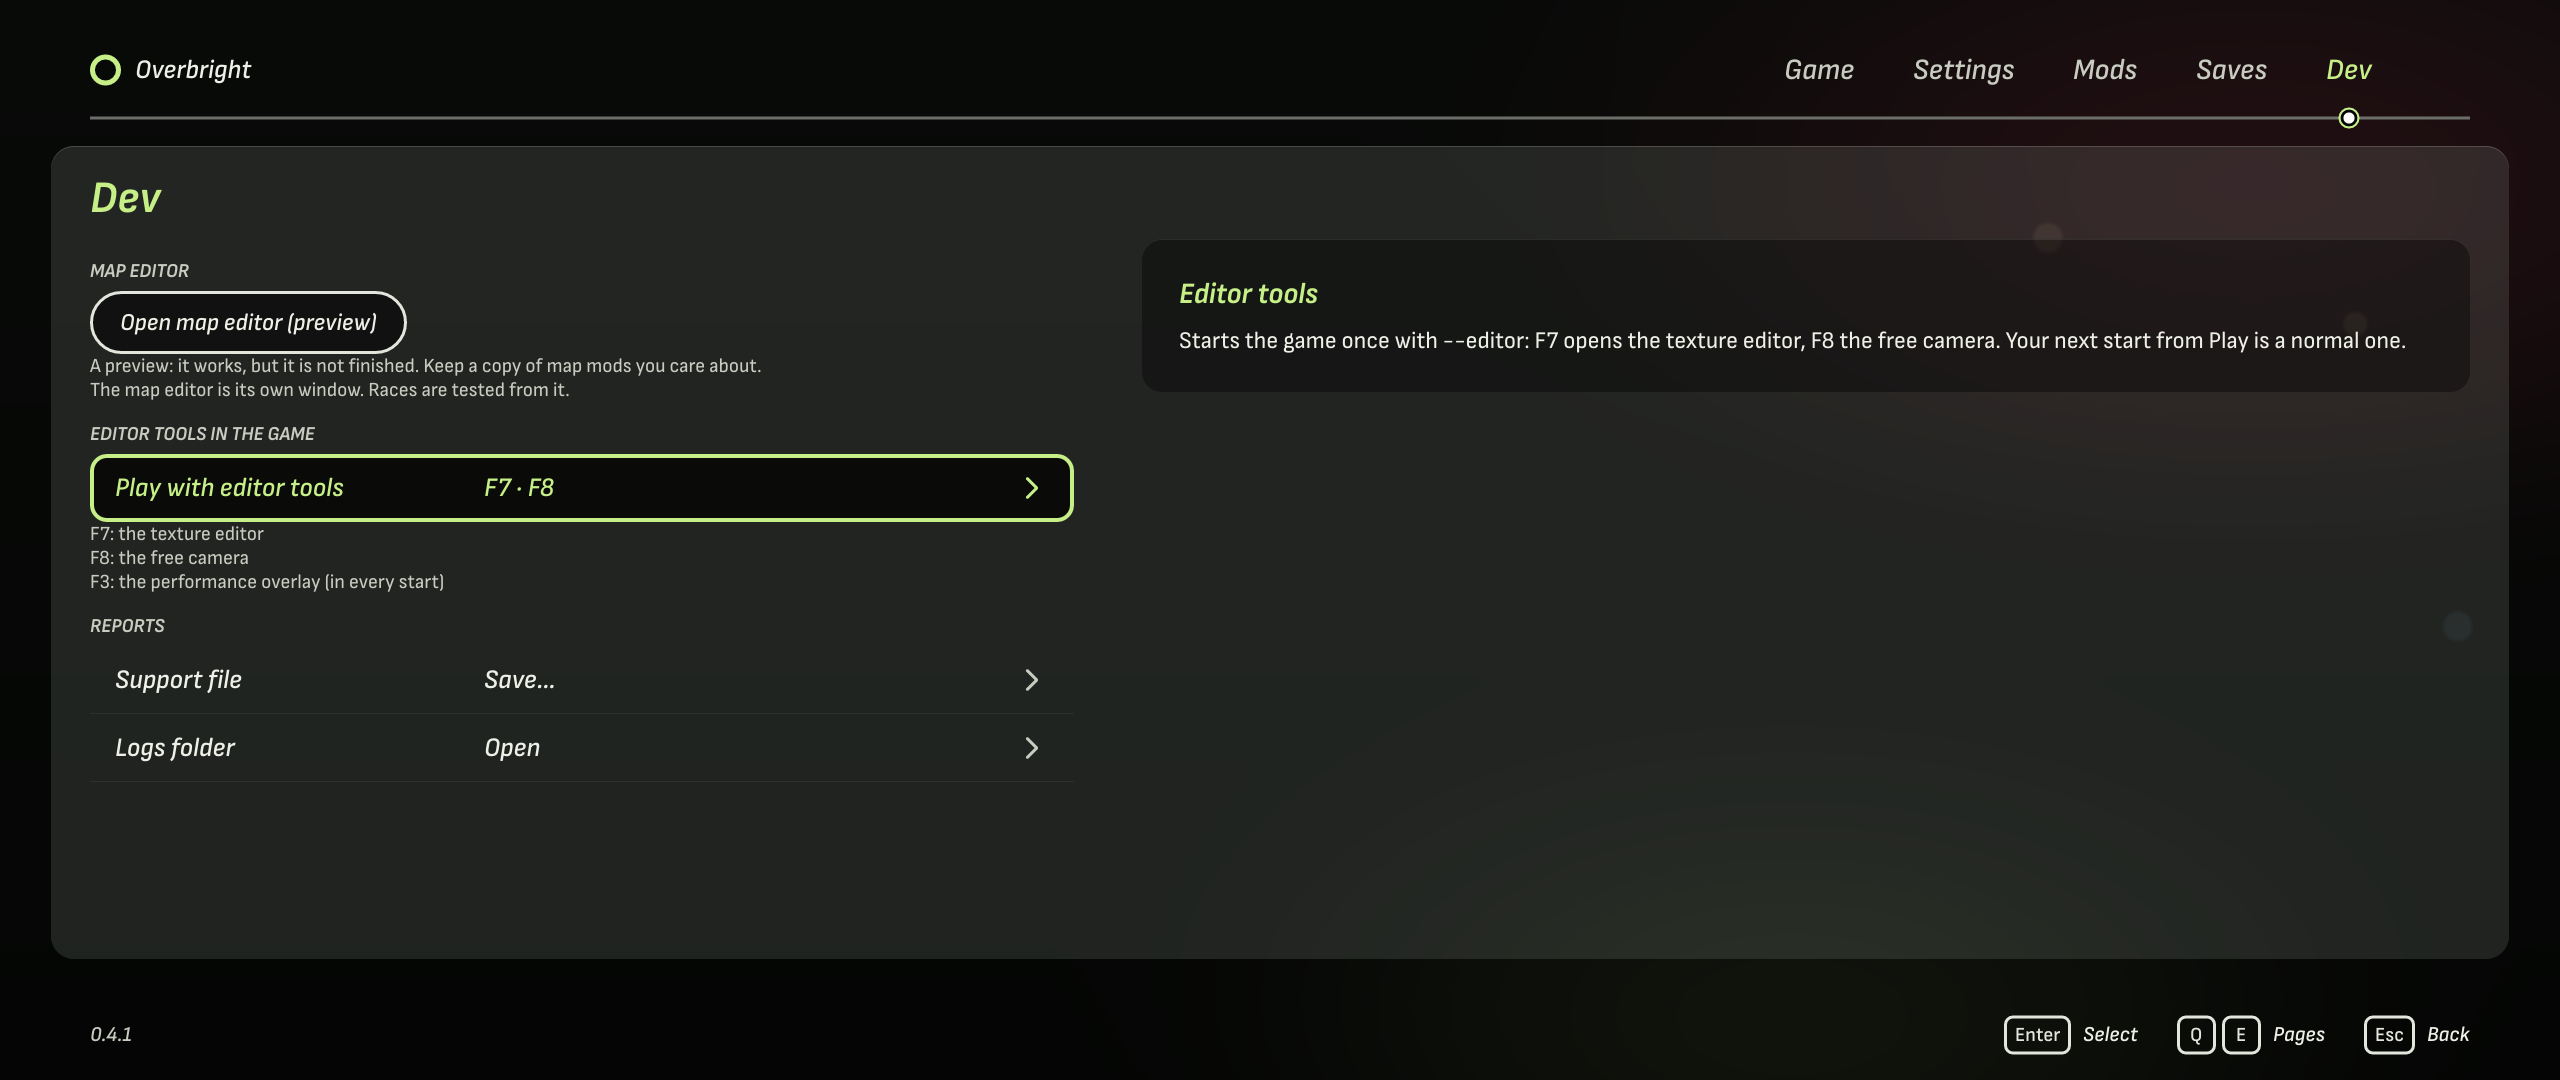 Overbright
Game Settings Mods Saves Dev
Dev
MAP EDITOR
Open map editor (preview)
A preview: it works, but it is not finished. Keep a copy of map mods you care about.
The map editor is its own window. Races are tested from it.
EDITOR TOOLS IN THE GAME
Play with editor tools F7 · F8
F7: the texture editor
F8: the free camera
F3: the performance overlay (in every start)
REPORTS
Support file Save...
Logs folder Open
Editor tools
Starts the game once with --editor: F7 opens the texture editor, F8 the free camera. Your next start from Play is a normal one.
0.4.1
Enter Select Q E Pages Esc Back